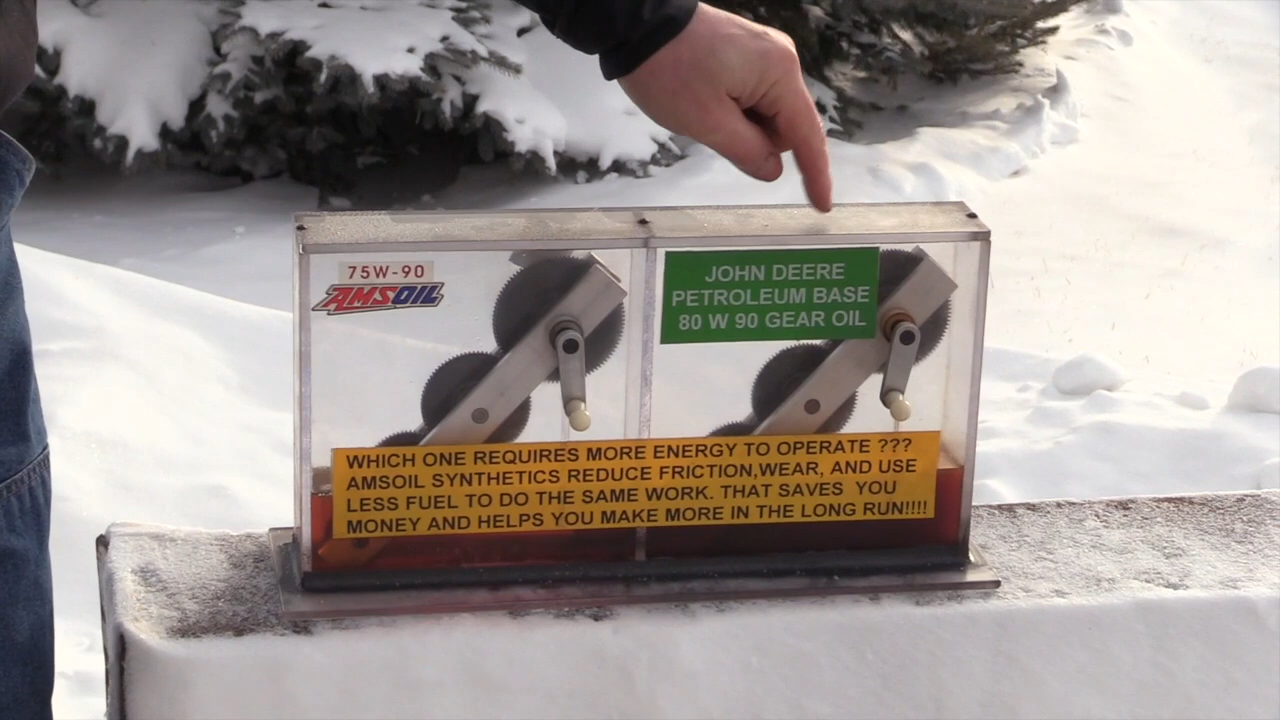 75W-90
AMSOIL
JOHN DEERE
PETROLEUM BASE
80 W 90 GEAR OIL
WHICH ONE REQUIRES MORE ENERGY TO OPERATE ???
AMSOIL SYNTHETICS REDUCE FRICTION,WEAR, AND USE
LESS FUEL TO DO THE SAME WORK. THAT SAVES YOU
MONEY AND HELPS YOU MAKE MORE IN THE LONG RUN!!!!